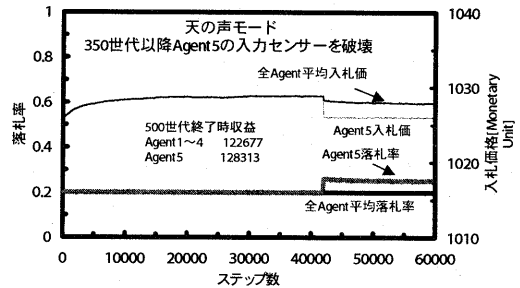 天の声モード
350世代以降Agent5の入力センサーを破壊
全Agent平均入札価
500世代終了時収益
Agent1〜4 122677
Agent5 128313
Agent5入札価
Agent5落札率
全Agent平均落札率
落札率
1
0.8
0.6
0.4
0.2
0
入札価格[Monetary Unit]
1040
1030
1020
1010
0 10000 20000 30000 40000 50000 60000
ステップ数